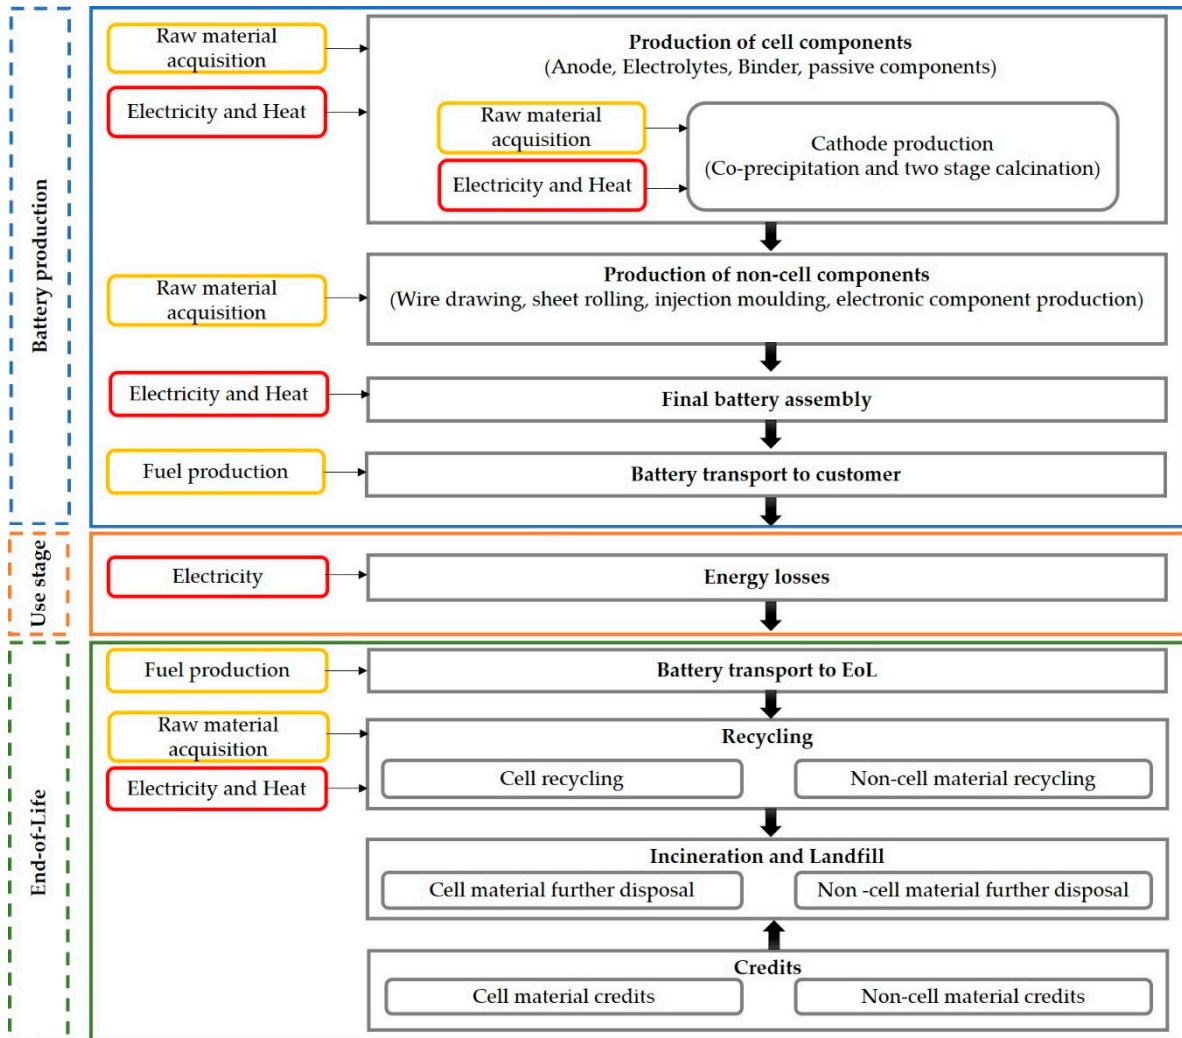 Battery production
Raw material
acquisition
Electricity and Heat
Production of cell components
(Anode, Electrolytes, Binder, passive components)
Raw material
acquisition
Electricity and Heat
Cathode production
(Co-precipitation and two stage calcination)
Raw material
acquisition
Production of non-cell components
(Wire drawing, sheet rolling, injection moulding, electronic component production)
Electricity and Heat
Final battery assembly
Fuel production
Battery transport to customer
Use stage
Electricity
Energy losses
End-of-Life
Fuel production
Battery transport to EoL
Raw material
acquisition
Electricity and Heat
Recycling
Cell recycling
Non-cell material recycling
Incineration and Landfill
Cell material further disposal
Non -cell material further disposal
Credits
Cell material credits
Non-cell material credits